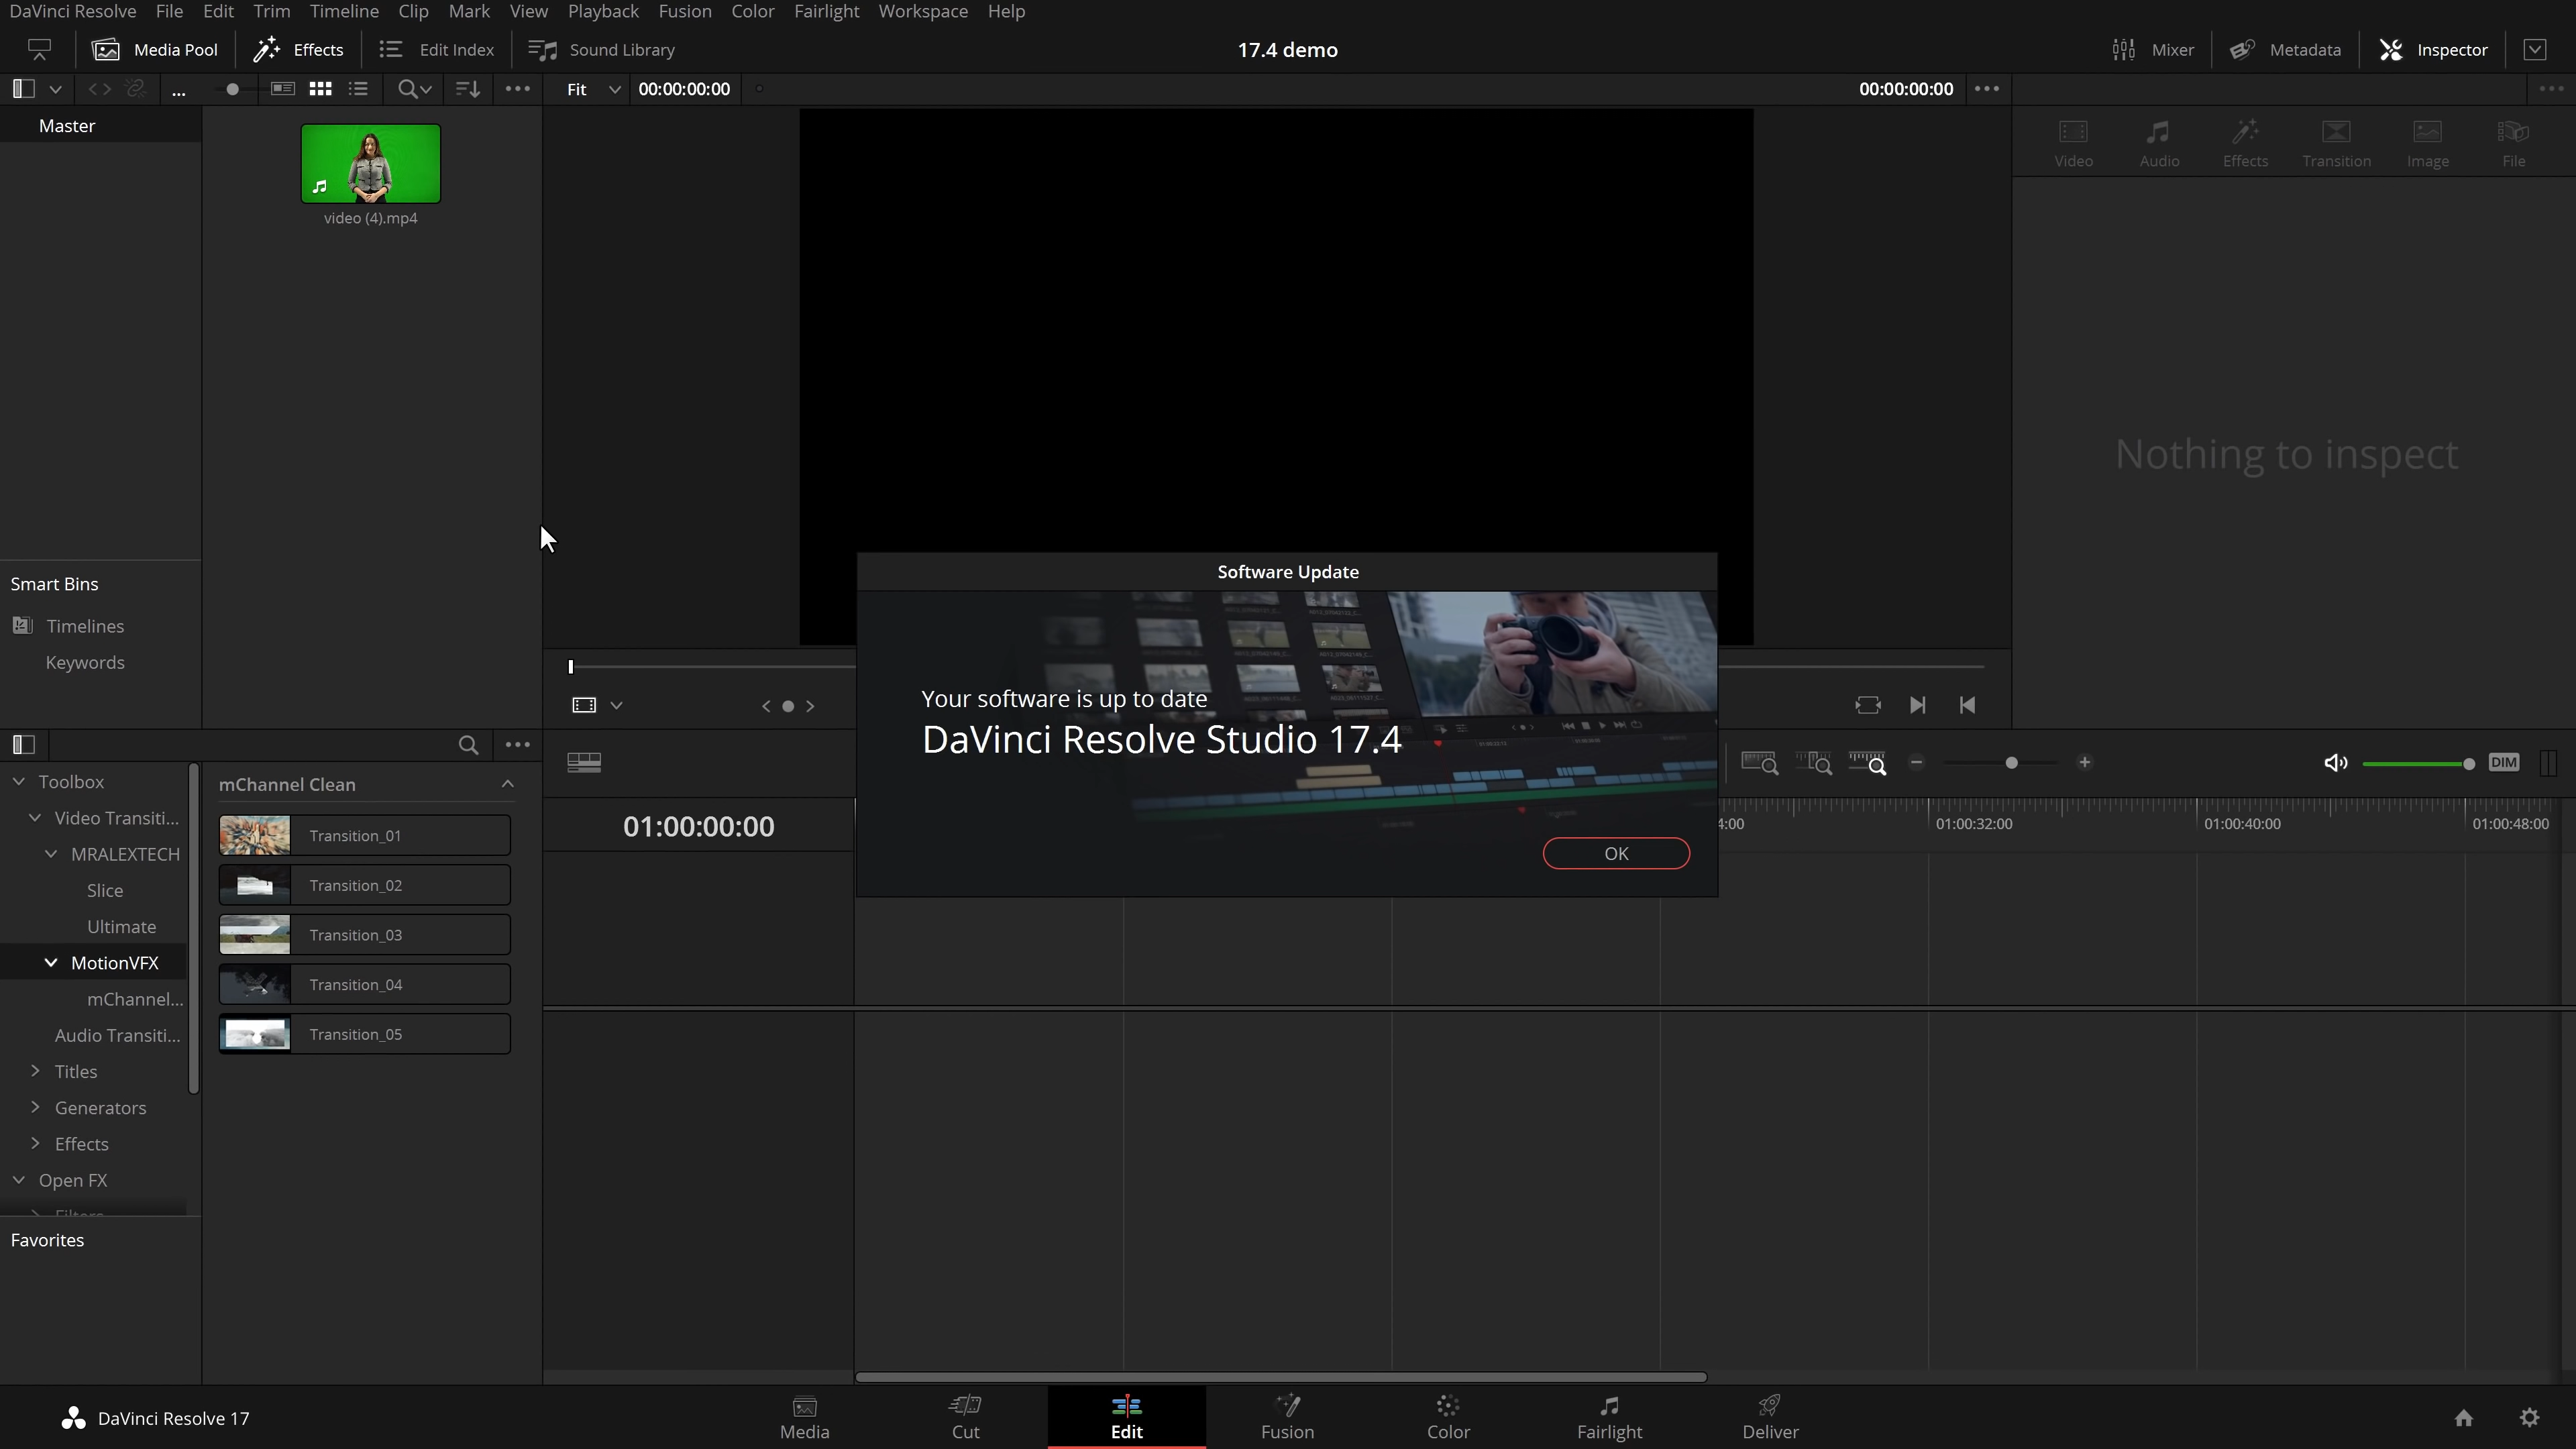 DaVinci Resolve File Edit Trim Timeline Clip Mark View Playback Fusion Color Fairlight Workspace Help
Media Pool Effects Edit Index Sound Library 17.4 demo Mixer Metadata Inspector
... Fit 00:00:00:00 00:00:00:00
Master
video (4).mp4
Video Audio Effects Transition Image File
Nothing to inspect
Smart Bins
Timelines
Keywords
Software Update
Your software is up to date
DaVinci Resolve Studio 17.4
OK
DIM
Toolbox
Video Transiti...
MRALEXTECH
Slice
Ultimate
MotionVFX
mChannel...
Audio Transiti...
Titles
Generators
Effects
Open FX
Filters
Favorites
mChannel Clean
Transition_01
Transition_02
Transition_03
Transition_04
Transition_05
01:00:00:00
4:00 01:00:32:00 01:00:40:00 01:00:48:00
DaVinci Resolve 17
Media Cut Edit Fusion Color Fairlight Deliver